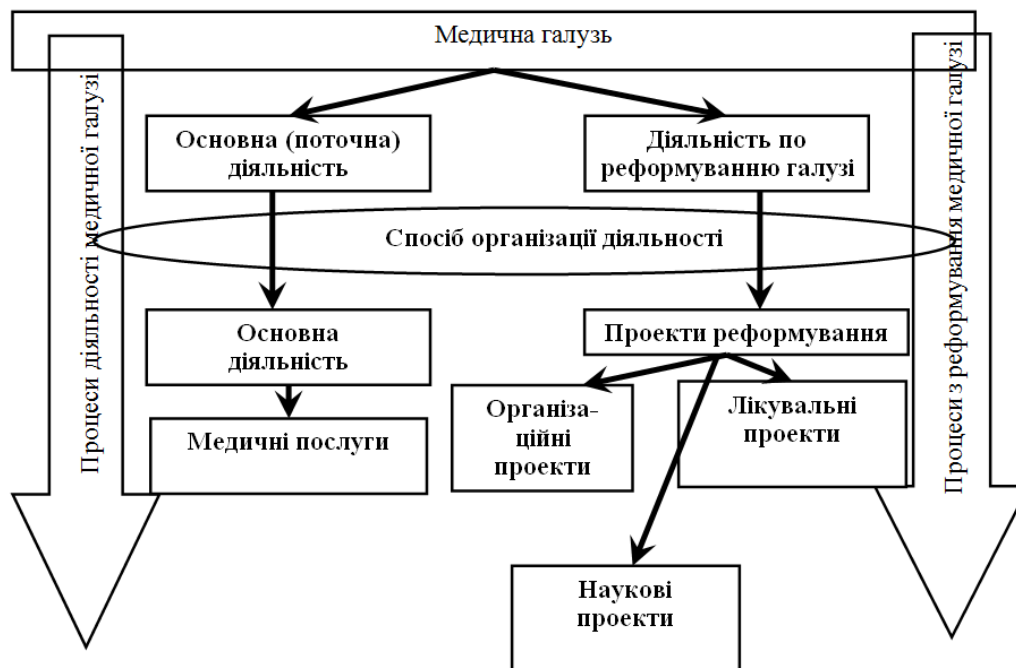 Медична галузь
Процеси діяльності медичної галузі
Процеси з реформування медичної галузі
Основна (поточна)
діяльність
Діяльність по
реформуванню галузі
Спосіб організації діяльності
Основна
діяльність
Проекти реформування
Медичні послуги
Організа-
ційні
проекти
Лікувальні
проекти
Наукові
проекти